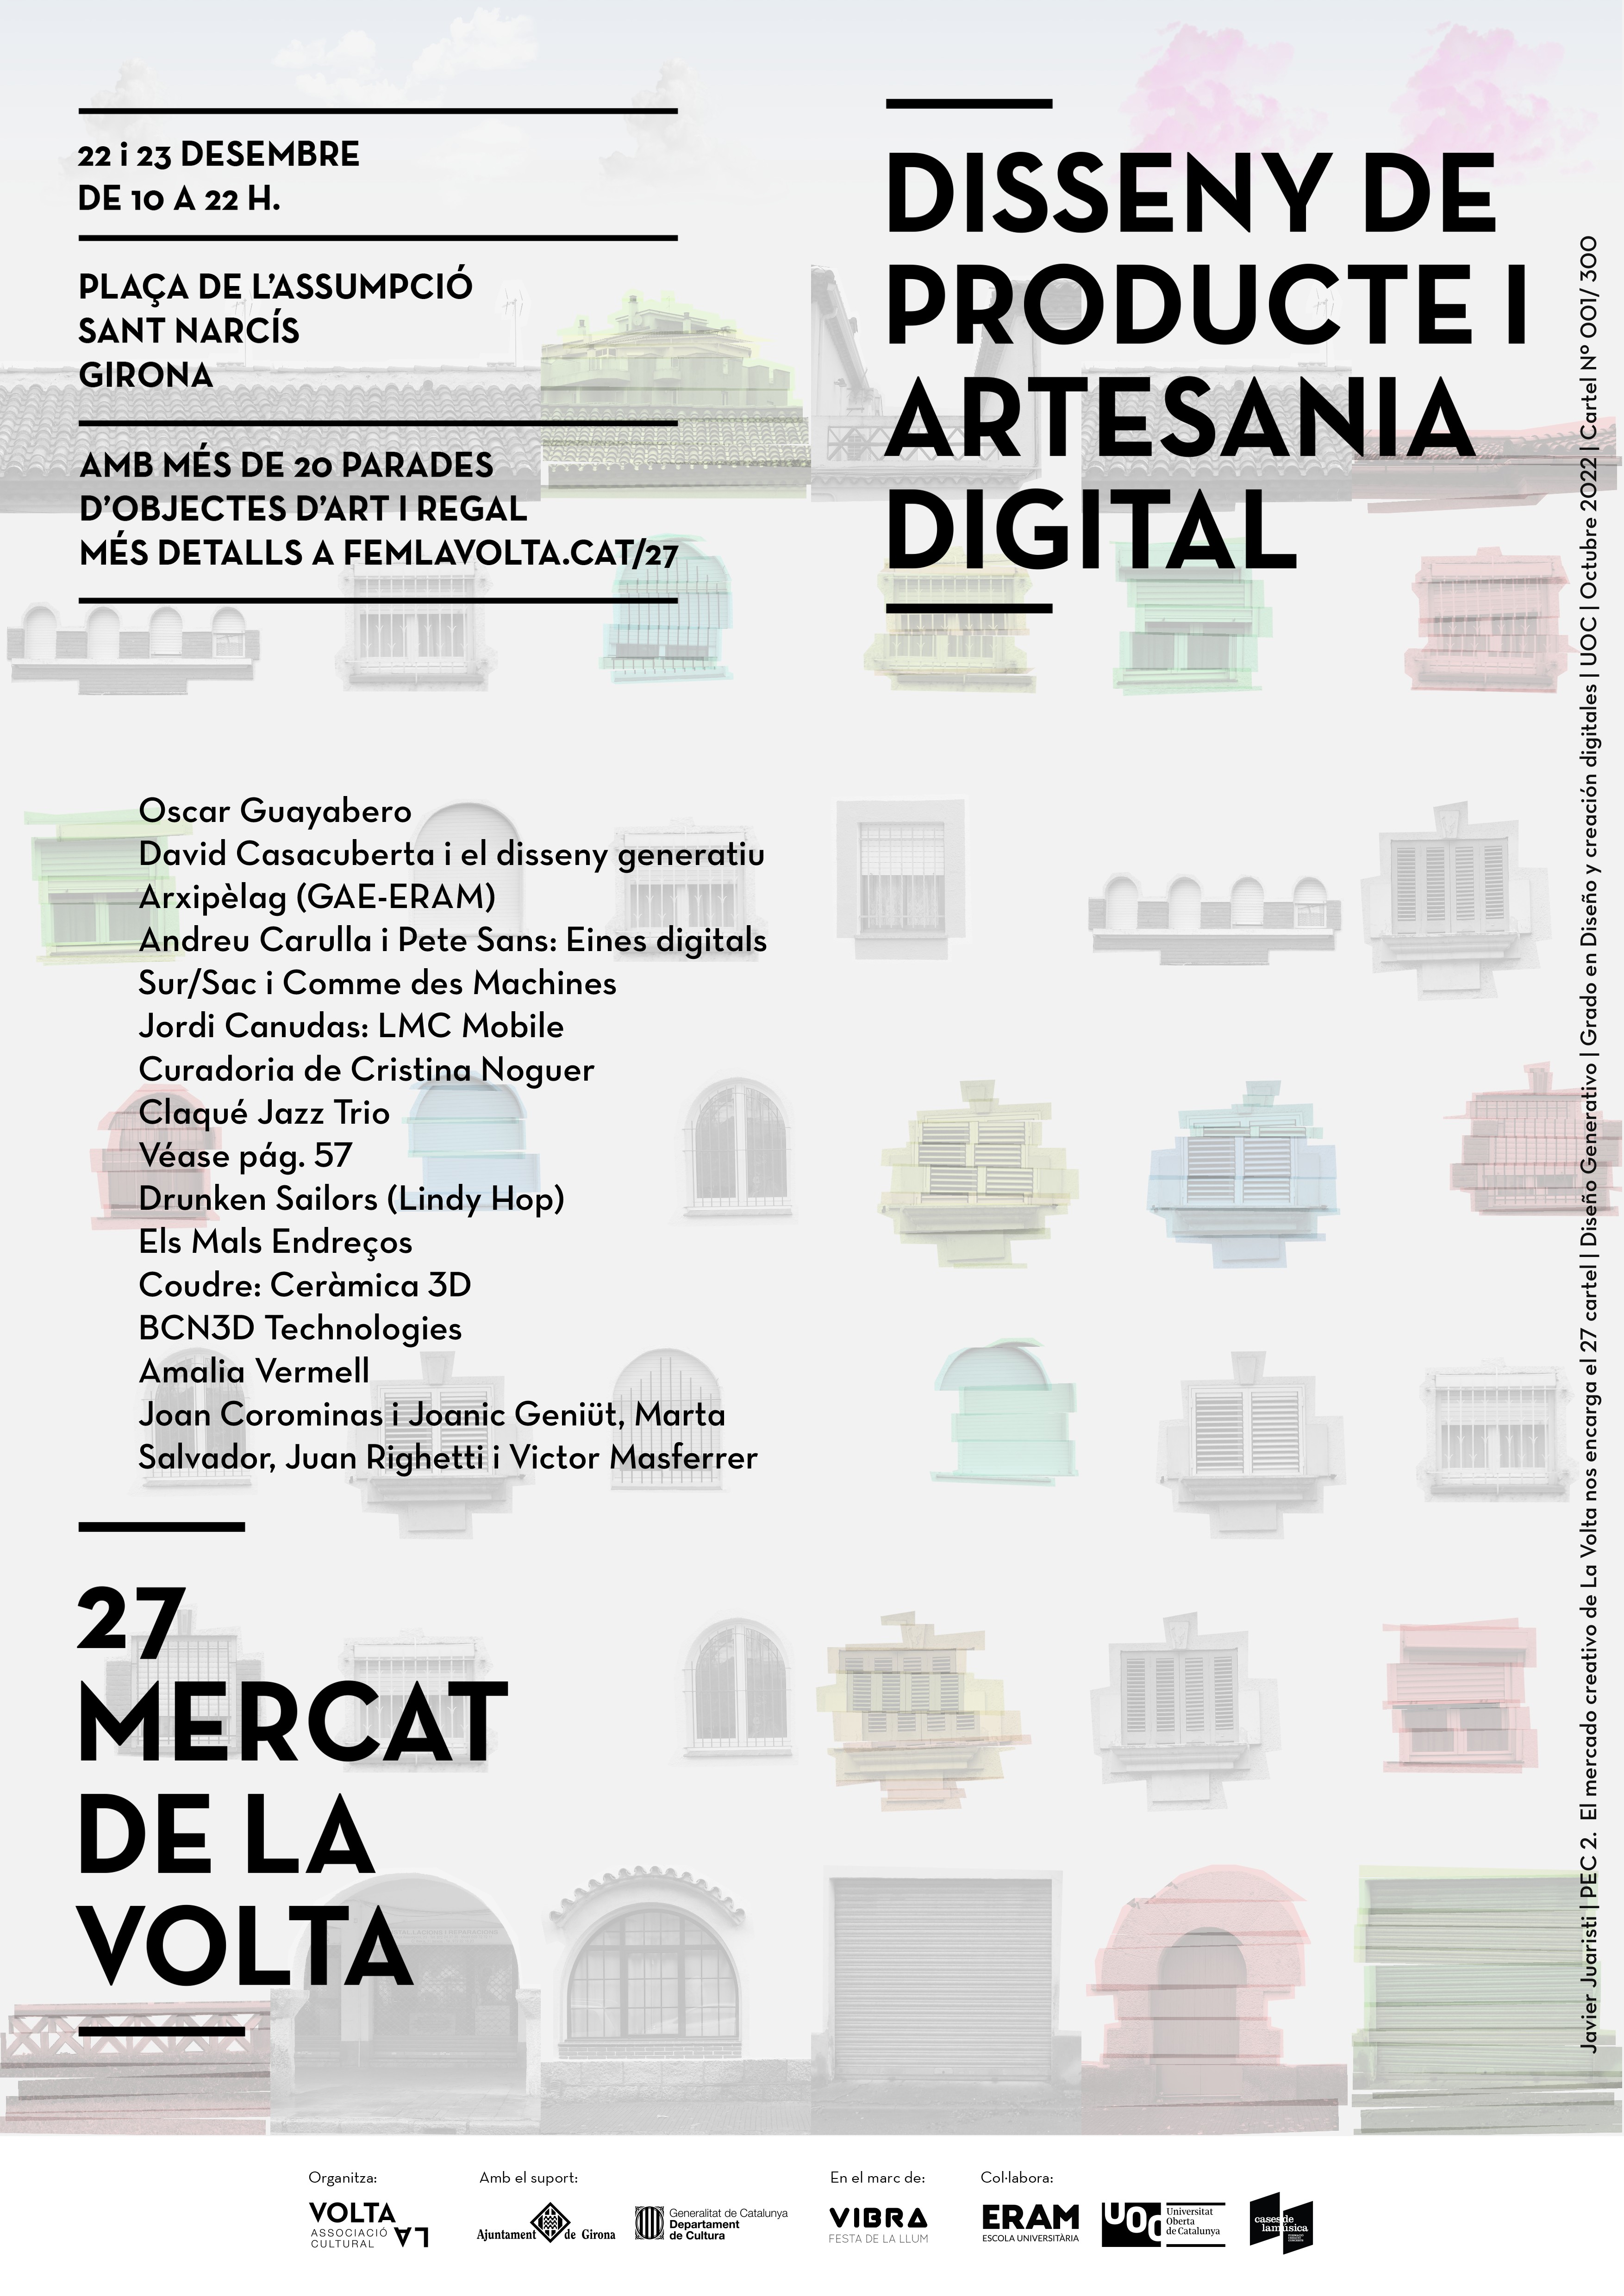 22 i 23 DESEMBRE
DE 10 A 22 H.
PLAÇA DE L'ASSUMPCIÓ
SANT NARCÍS
GIRONA
AMB MÉS DE 20 PARADES
D'OBJECTES D'ART I REGAL
MÉS DETALLS A FEMLAVOLTA.CAT/27
DISSENY DE
PRODUCTE I
ARTESANIA
DIGITAL
Oscar Guayabero
David Casacuberta i el disseny generatiu
Arxipèlag (GAE-ERAM)
Andreu Carulla i Pete Sans: Eines digitals
Sur/Sac i Comme des Machines
Jordi Canudas: LMC Mobile
Curadoria de Cristina Noguer
Claqué Jazz Trio
Véase pág. 57
Drunken Sailors (Lindy Hop)
Els Mals Endreços
Coudre: Ceràmica 3D
BCN3D Technologies
Amalia Vermell
Joan Corominas i Joanic Geniüt, Marta
Salvador, Juan Righetti i Victor Masferrer
27
MERCAT
DE LA
VOLTA
Javier Juaristi | PEC 2. El mercado creativo de La Volta nos encarga el 27 cartel | Diseño Generativo | Grado en Diseño y creación digitales | UOC | Octubre 2022 | Cartel Nº 001/ 300
Organitza:
VOLTA
ASSOCIACIÓ
CULTURAL
LA
Amb el suport:
Ajuntament de Girona
Generalitat de Catalunya
Departament
de Cultura
En el marc de:
VIBRA
FESTA DE LA LLUM
Col·labora:
ERAM
ESCOLA UNIVERSITÀRIA
UOC
Universitat
Oberta
de Catalunya
cases de
la música